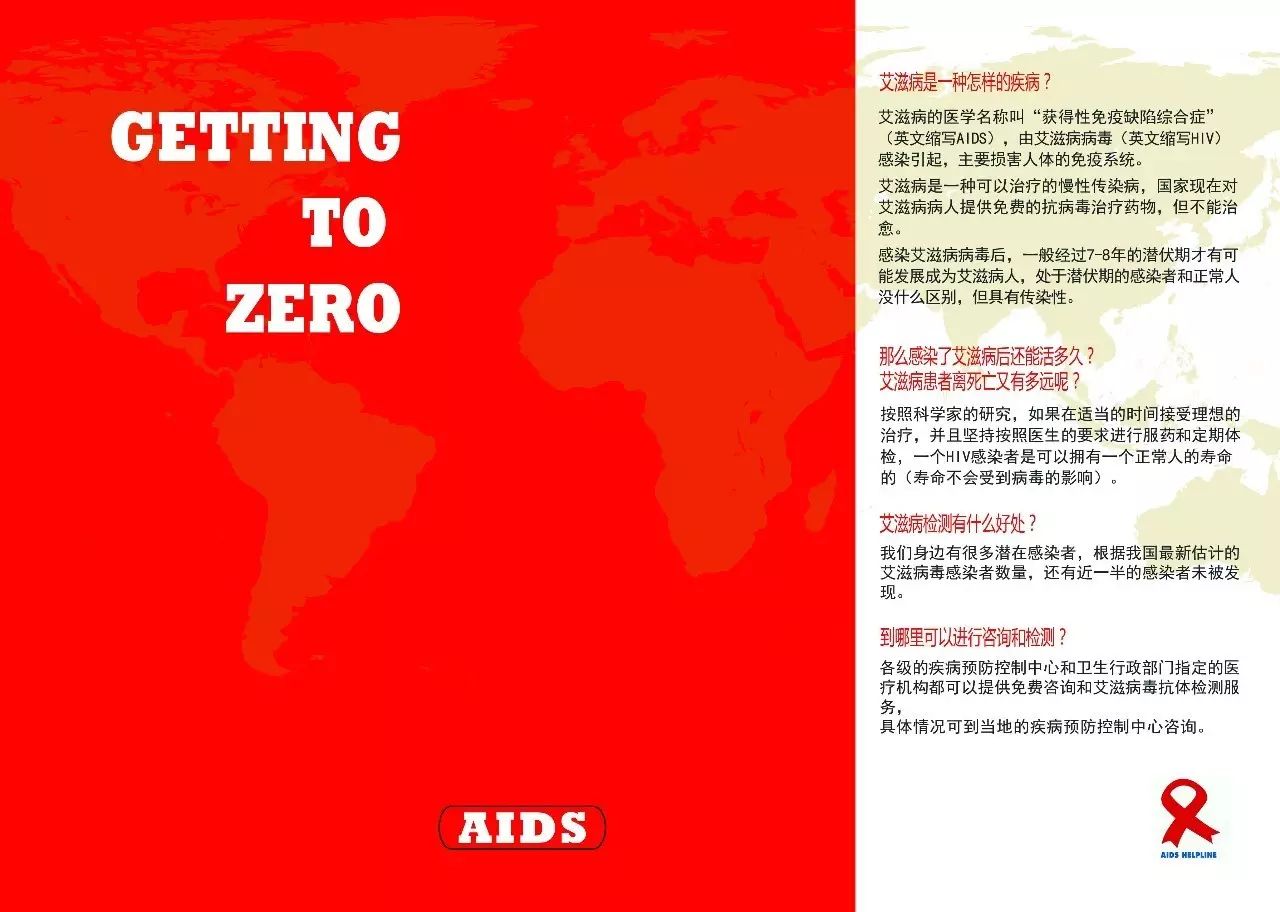 GETTING
TO
ZERO
AIDS
艾滋病是一种怎样的疾病？
艾滋病的医学名称叫“获得性免疫缺陷综合症”
（英文缩写AIDS），由艾滋病病毒（英文缩写HIV）
感染引起，主要损害人体的免疫系统。
艾滋病是一种可以治疗的慢性传染病，国家现在对
艾滋病病人提供免费的抗病毒治疗药物，但不能治
愈。
感染艾滋病病毒后，一般经过7-8年的潜伏期才有可
能发展成为艾滋病人，处于潜伏期的感染者和正常人
没什么区别，但具有传染性。
那么感染了艾滋病后还能活多久？
艾滋病患者离死亡又有多远呢？
按照科学家的研究，如果在适当的时间接受理想的
治疗，并且坚持按照医生的要求进行服药和定期体
检，一个HIV感染者是可以拥有一个正常人的寿命
的（寿命不会受到病毒的影响）。
艾滋病检测有什么好处？
我们身边有很多潜在感染者，根据我国最新估计的
艾滋病毒感染者数量，还有近一半的感染者未被发
现。
到哪里可以进行咨询和检测？
各级的疾病预防控制中心和卫生行政部门指定的医
疗机构都可以提供免费咨询和艾滋病毒抗体检测服
务，
具体情况可到当地的疾病预防控制中心咨询。
AIDS HELPLINE